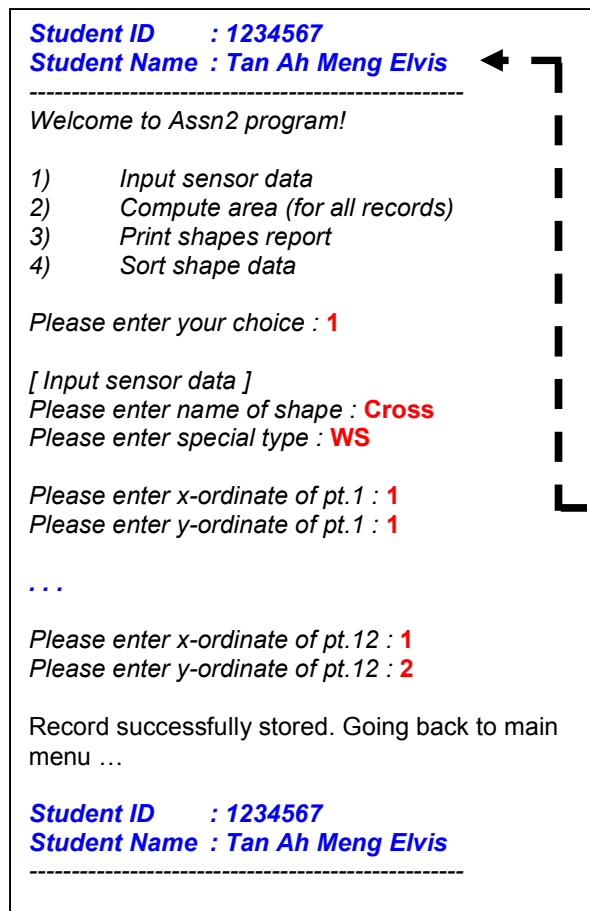 Student ID : 1234567
Student Name : Tan Ah Meng Elvis
----------------------------------------------------
Welcome to Assn2 program!
1) Input sensor data
2) Compute area (for all records)
3) Print shapes report
4) Sort shape data
Please enter your choice : 1
[ Input sensor data ]
Please enter name of shape : Cross
Please enter special type : WS
Please enter x-ordinate of pt.1 : 1
Please enter y-ordinate of pt.1 : 1
. . .
Please enter x-ordinate of pt.12 : 1
Please enter y-ordinate of pt.12 : 2
Record successfully stored. Going back to main
menu …
Student ID : 1234567
Student Name : Tan Ah Meng Elvis
----------------------------------------------------